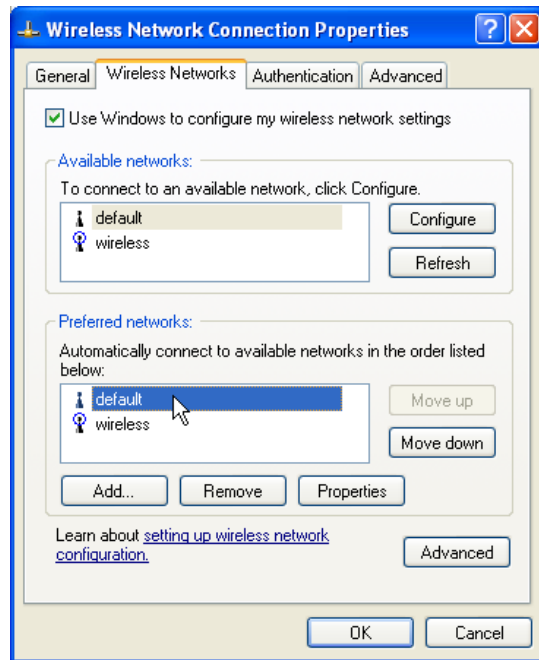 Wireless Network Connection Properties
General Wireless Networks Authentication Advanced
Use Windows to configure my wireless network settings
Available networks:
To connect to an available network, click Configure.
default
Configure
wireless
Refresh
Preferred networks:
Automatically connect to available networks in the order listed
below:
default
Move up
wireless
Move down
Add... Remove Properties
Learn about setting up wireless network
configuration.
Advanced
OK Cancel